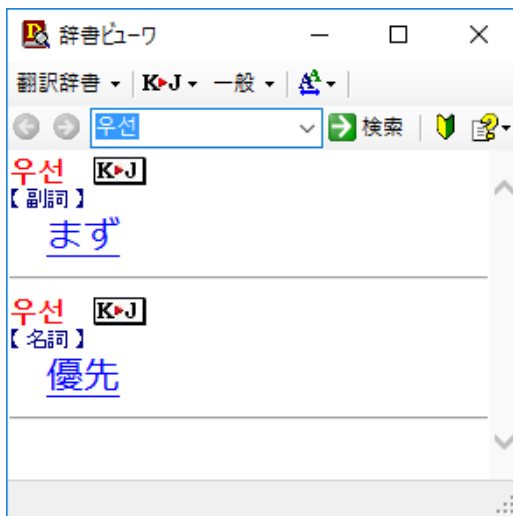 辞書ビューワ
翻訳辞書 K▸J 一般
우선 検索
우선 K▸J
【副詞】
まず
우선 K▸J
【名詞】
優先